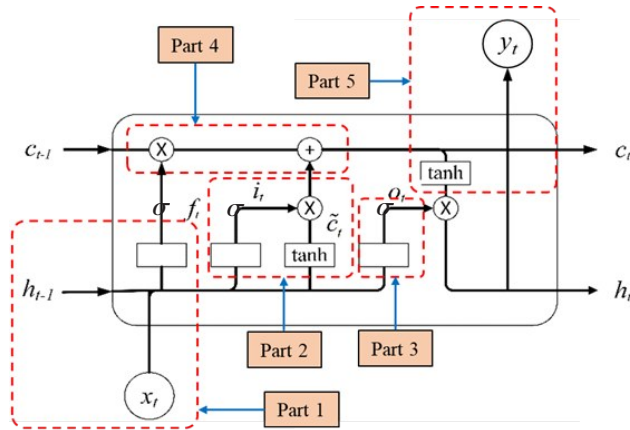 y_t
Part 4
Part 5
c_{t-1}
X
+
c_t
tanh
σ
f_t
σ
i_t
X
c̃_t
σ
o_t
X
tanh
h_{t-1}
h_t
Part 2
Part 3
x_t
Part 1